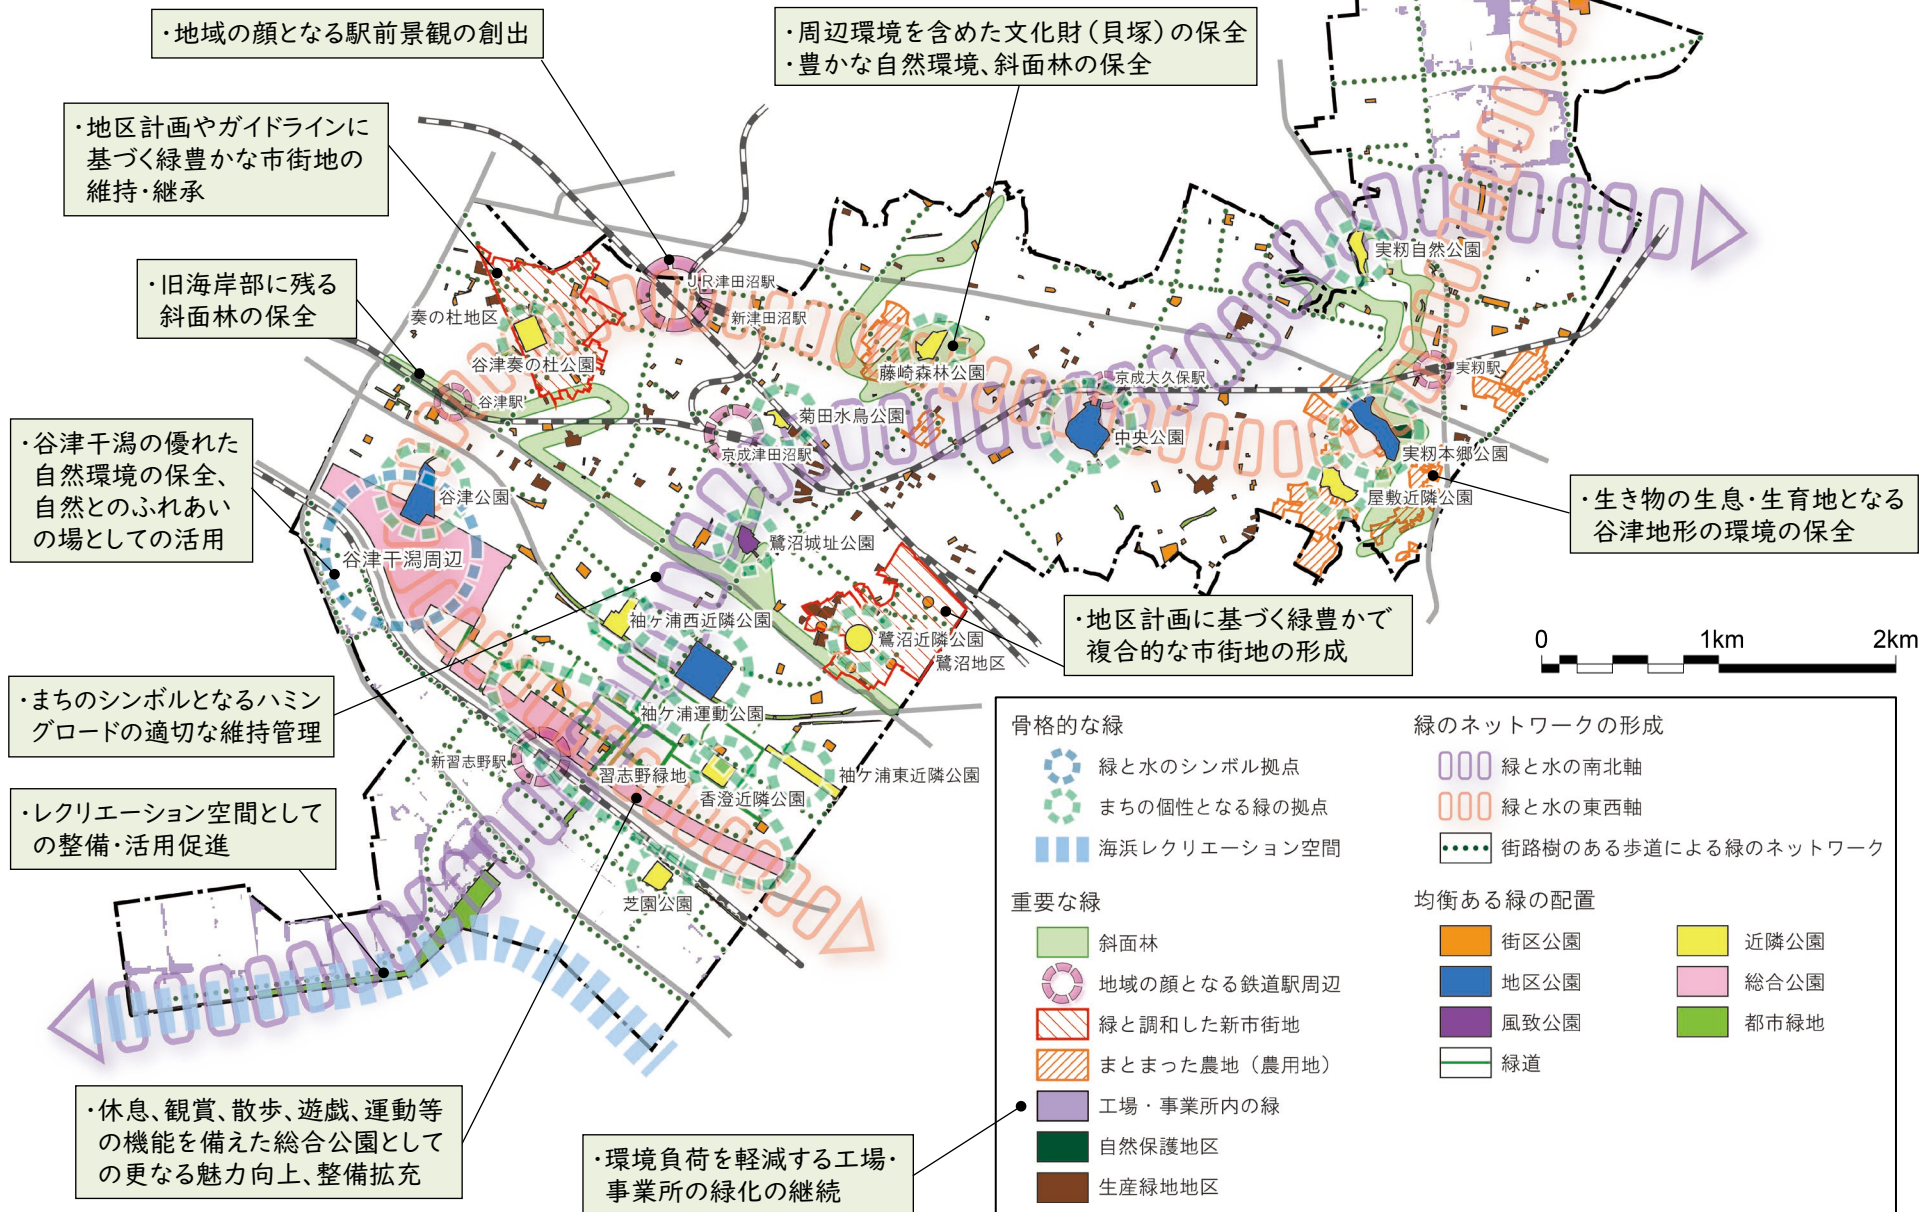 ・地域の顔となる駅前景観の創出
・周辺環境を含めた文化財（貝塚）の保全
・豊かな自然環境、斜面林の保全
・地区計画やガイドラインに
基づく緑豊かな市街地の
維持・継承
・旧海岸部に残る
斜面林の保全
・谷津干潟の優れた
自然環境の保全、
自然とのふれあい
の場としての活用
・まちのシンボルとなるハミン
グロードの適切な維持管理
・レクリエーション空間として
の整備・活用促進
・休息、観賞、散歩、遊戯、運動等
の機能を備えた総合公園として
の更なる魅力向上、整備拡充
・環境負荷を軽減する工場・
事業所の緑化の継続
・地区計画に基づく緑豊かで
複合的な市街地の形成
・生き物の生息・生育地となる
谷津地形の環境の保全
実籾自然公園
JR津田沼駅
新津田沼駅
奏の杜地区
谷津奏の杜公園
藤崎森林公園
京成大久保駅
実籾駅
谷津駅
菊田水鳥公園
京成津田沼駅
中央公園
実籾本郷公園
屋敷近隣公園
谷津公園
谷津干潟周辺
鷺沼城址公園
袖ケ浦西近隣公園
鷺沼近隣公園
鷺沼地区
袖ケ浦運動公園
新習志野駅
習志野緑地
香澄近隣公園
袖ケ浦東近隣公園
芝園公園
0 1km 2km
骨格的な緑
緑と水のシンボル拠点
まちの個性となる緑の拠点
海浜レクリエーション空間
重要な緑
斜面林
地域の顔となる鉄道駅周辺
緑と調和した新市街地
まとまった農地（農用地）
工場・事業所内の緑
自然保護地区
生産緑地地区
緑のネットワークの形成
緑と水の南北軸
緑と水の東西軸
街路樹のある歩道による緑のネットワーク
均衡ある緑の配置
街区公園
近隣公園
地区公園
総合公園
風致公園
都市緑地
緑道